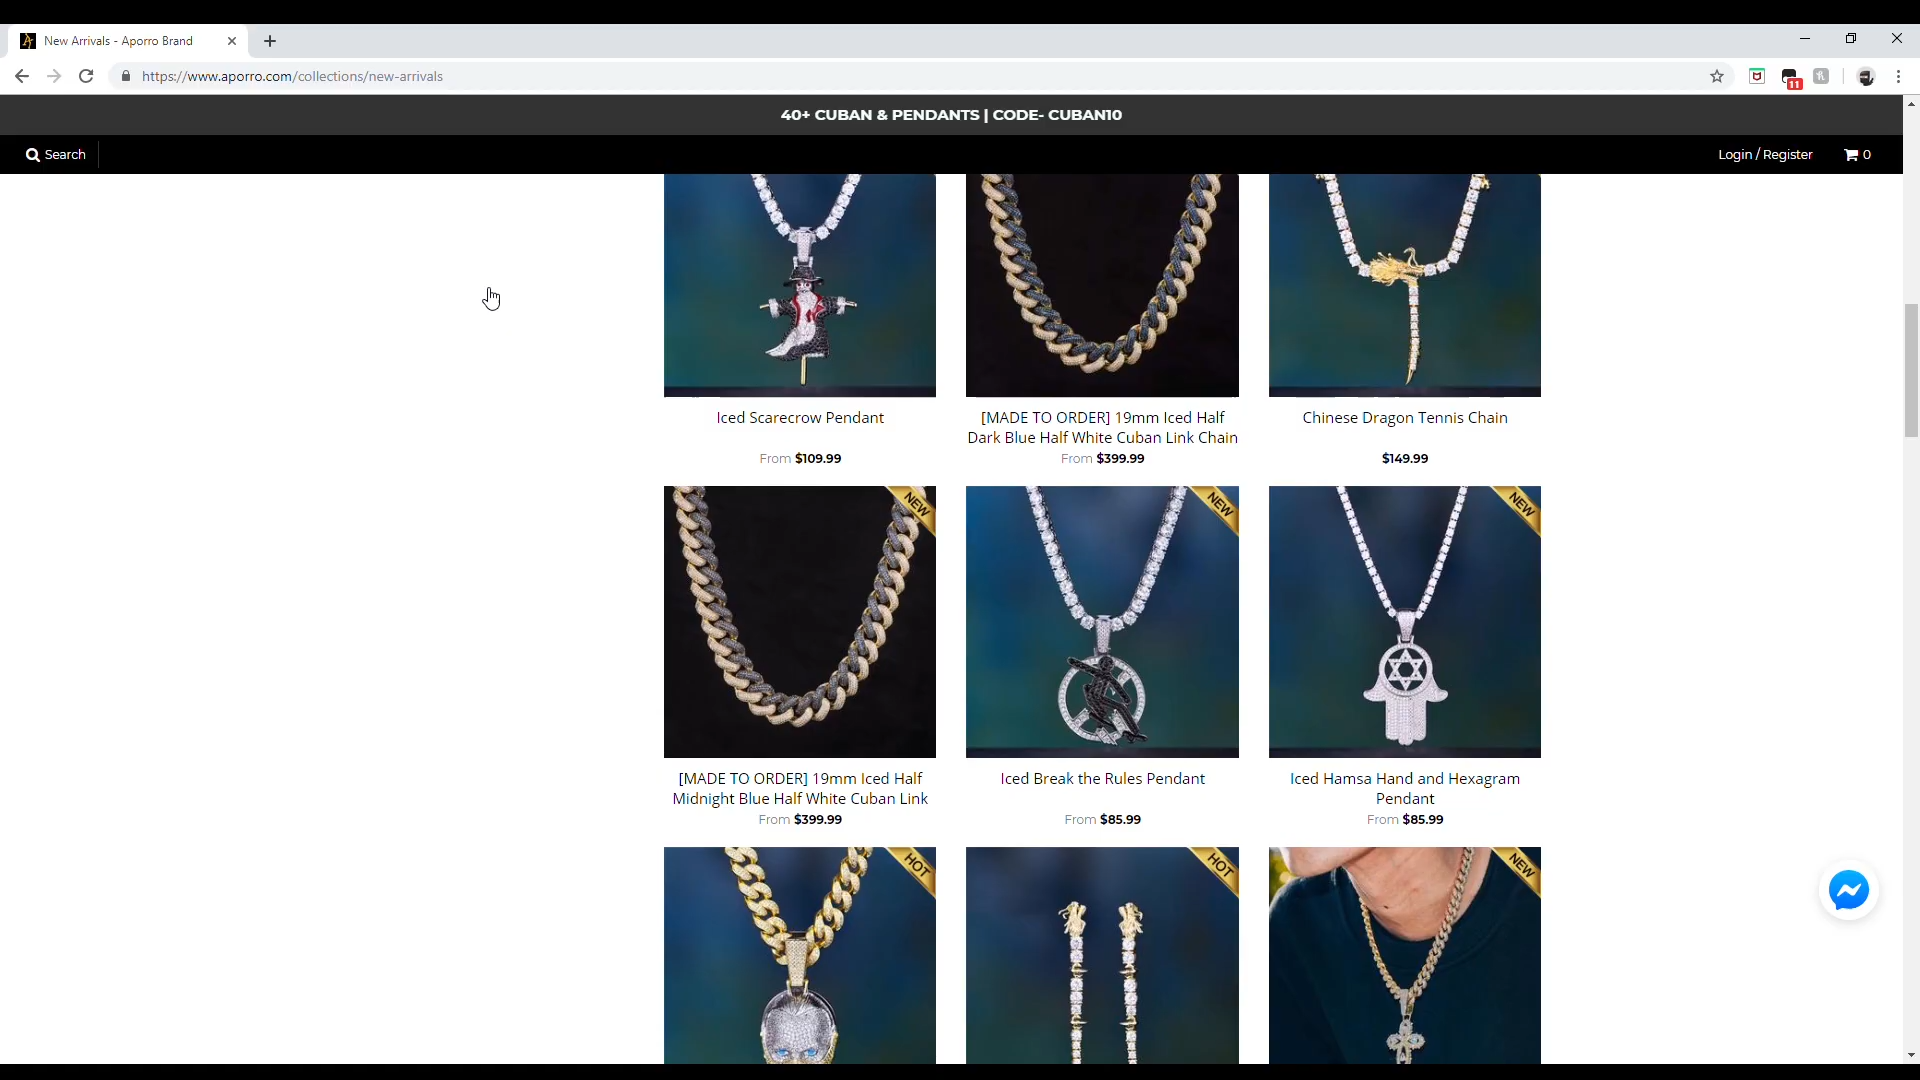 New Arrivals - Aporro Brand
https://www.aporro.com/collections/new-arrivals
11
40+ CUBAN & PENDANTS | CODE- CUBAN10
Search
Login / Register
0
Iced Scarecrow Pendant
From $109.99
[MADE TO ORDER] 19mm Iced Half
Dark Blue Half White Cuban Link Chain
From $399.99
Chinese Dragon Tennis Chain
$149.99
NEW
NEW
NEW
[MADE TO ORDER] 19mm Iced Half
Midnight Blue Half White Cuban Link
From $399.99
Iced Break the Rules Pendant
From $85.99
Iced Hamsa Hand and Hexagram
Pendant
From $85.99
HOT
HOT
NEW